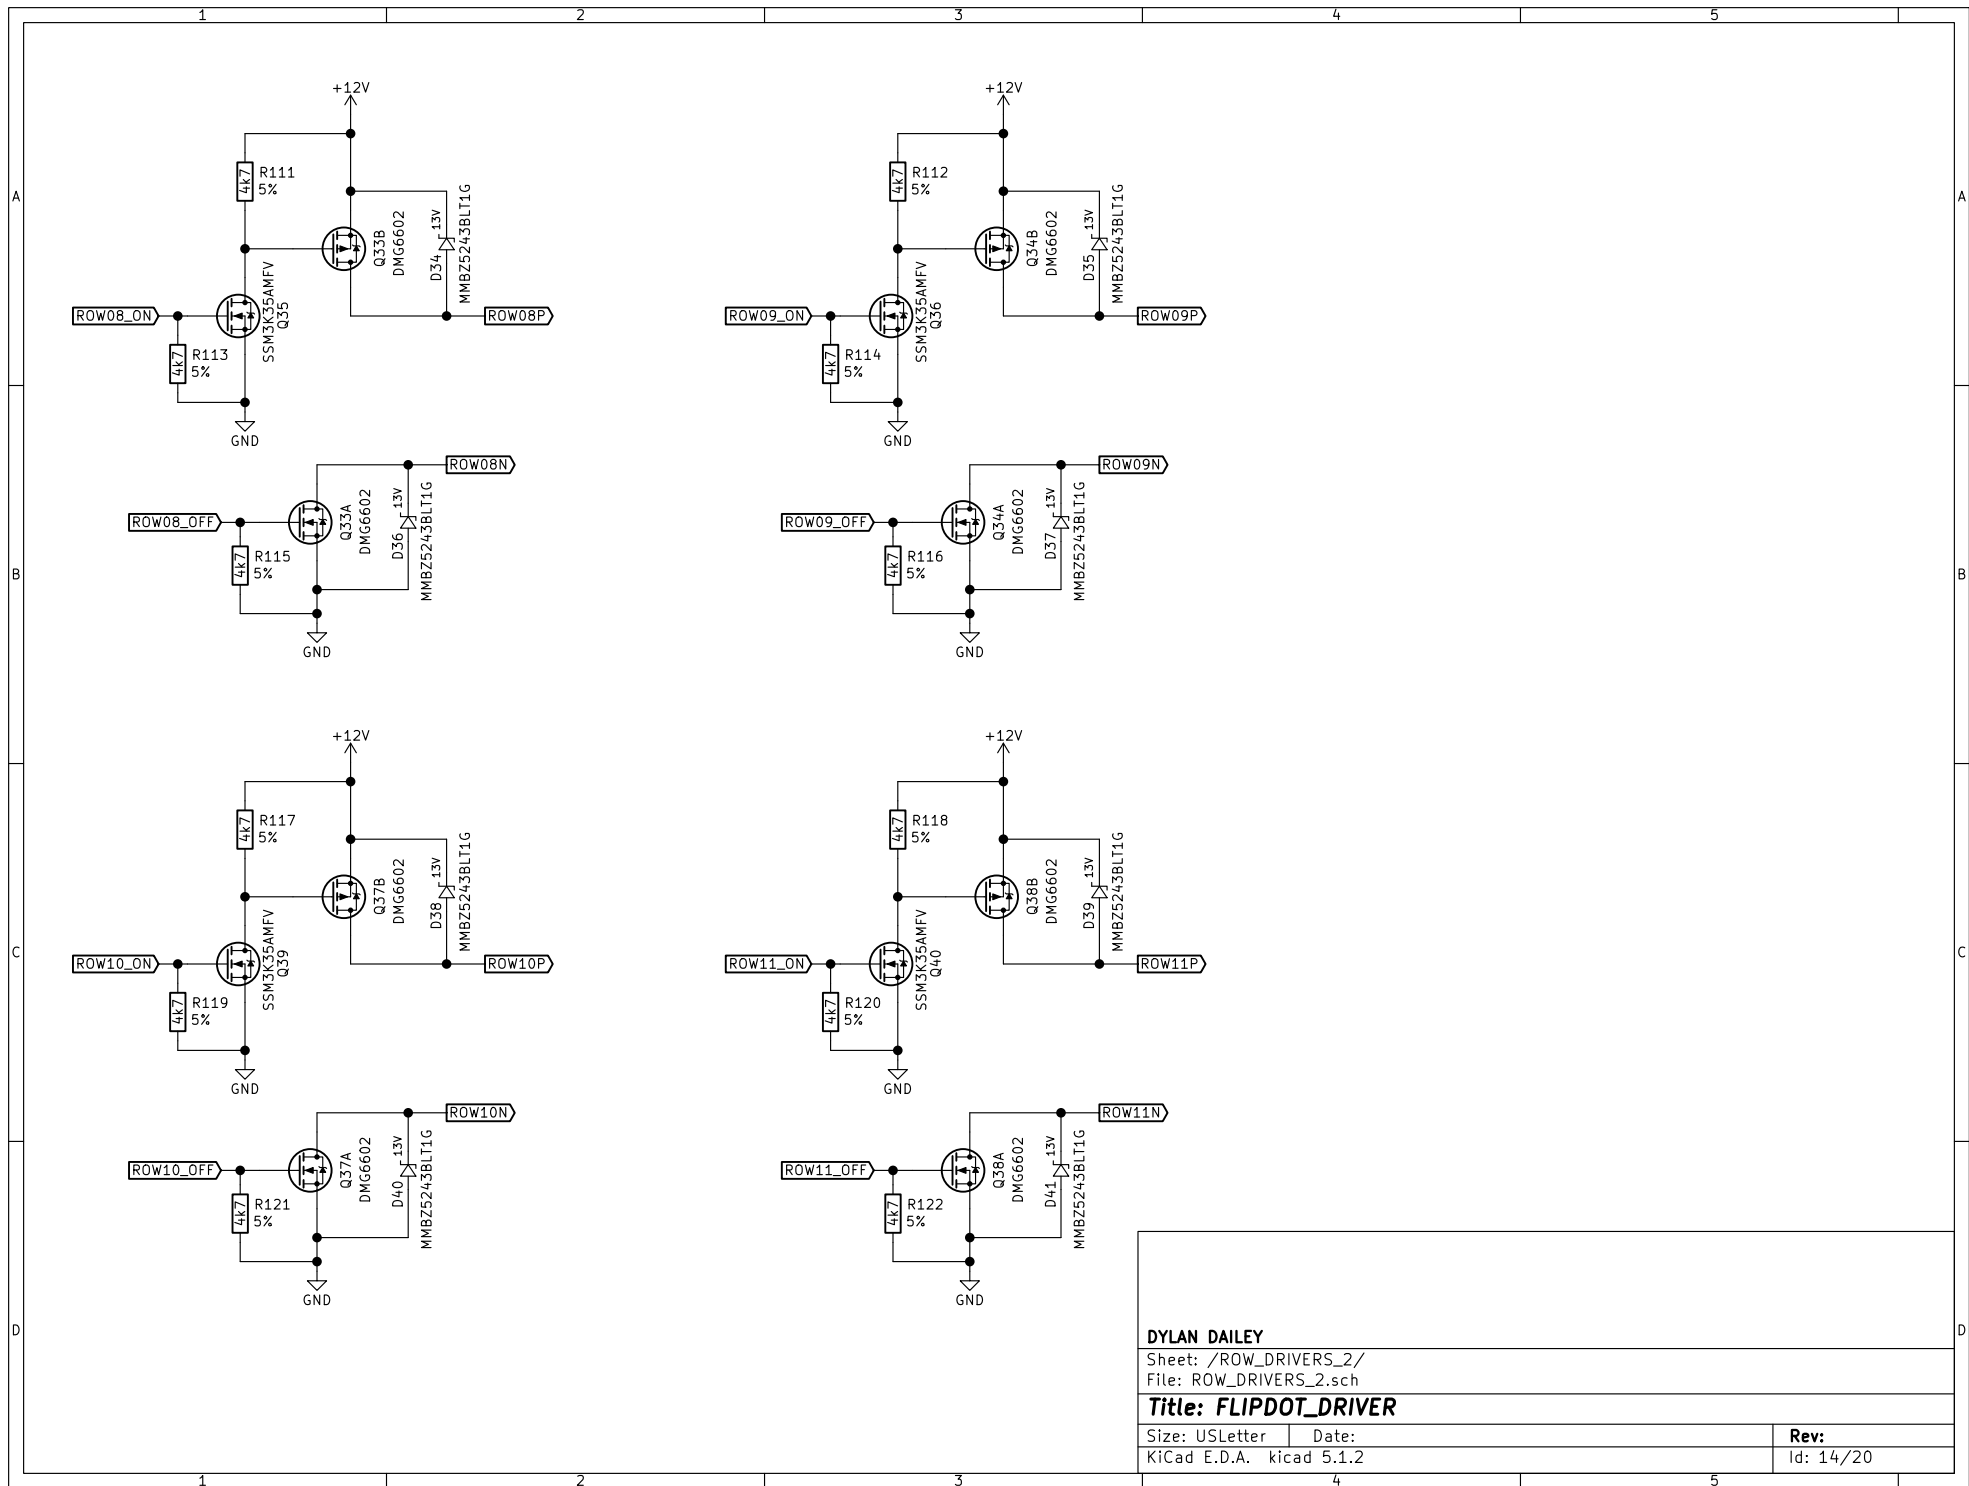 1 2 3 4 5
A
A
B
B
C
C
D
D
+12V
R111
5%
4k7
Q33B
DMG6602
13V
D34
MMBZ5243BLT1G
SSM3K35AMFV
Q35
ROW08_ON
ROW08P
4k7
R113
5%
GND
+12V
R112
5%
4k7
Q34B
DMG6602
13V
D35
MMBZ5243BLT1G
SSM3K35AMFV
Q36
ROW09_ON
ROW09P
4k7
R114
5%
GND
ROW08N
ROW08_OFF
Q33A
DMG6602
13V
D36
MMBZ5243BLT1G
4k7
R115
5%
GND
ROW09N
ROW09_OFF
Q34A
DMG6602
13V
D37
MMBZ5243BLT1G
4k7
R116
5%
GND
+12V
R117
5%
4k7
Q37B
DMG6602
13V
D38
MMBZ5243BLT1G
SSM3K35AMFV
Q39
ROW10_ON
ROW10P
4k7
R119
5%
GND
+12V
R118
5%
4k7
Q38B
DMG6602
13V
D39
MMBZ5243BLT1G
SSM3K35AMFV
Q40
ROW11_ON
ROW11P
4k7
R120
5%
GND
ROW10N
ROW10_OFF
Q37A
DMG6602
13V
D40
MMBZ5243BLT1G
4k7
R121
5%
GND
ROW11N
ROW11_OFF
Q38A
DMG6602
13V
D41
MMBZ5243BLT1G
4k7
R122
5%
GND
DYLAN DAILEY
Sheet: /ROW_DRIVERS_2/
File: ROW_DRIVERS_2.sch
Title: FLIPDOT_DRIVER
Size: USLetter Date: Rev:
KiCad E.D.A. kicad 5.1.2 Id: 14/20
1 2 3 4 5